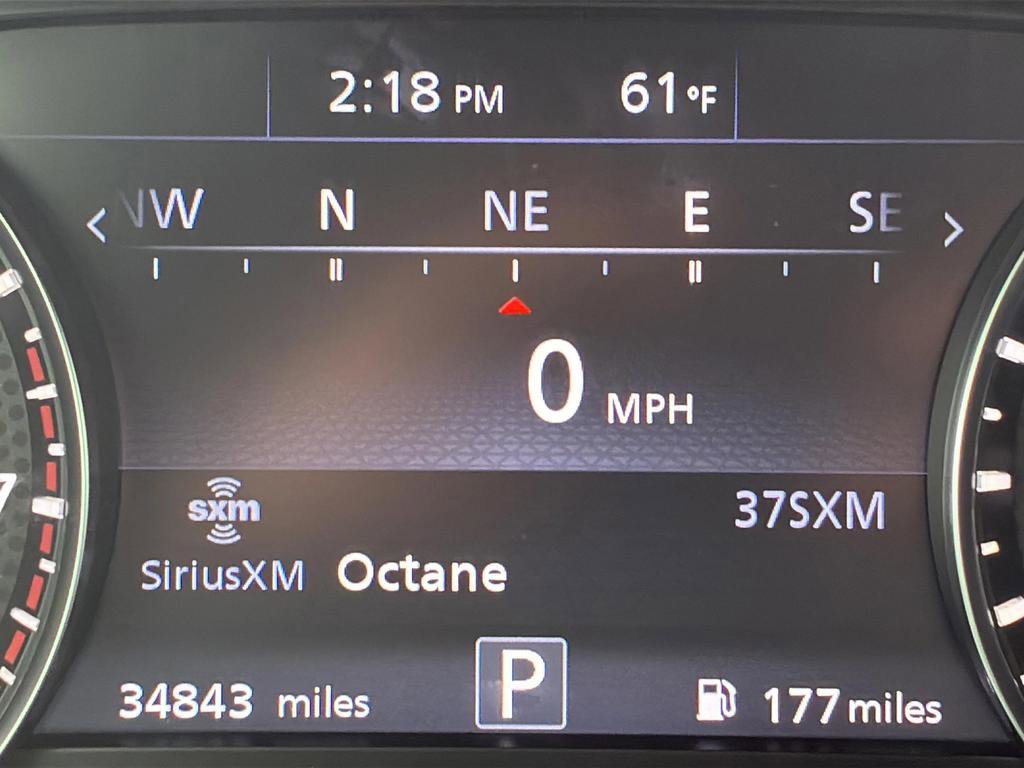 2:18 PM 61°F
NW N NE E SE
0 MPH
sxm 37SXM
SiriusXM Octane
P
34843 miles 177 miles